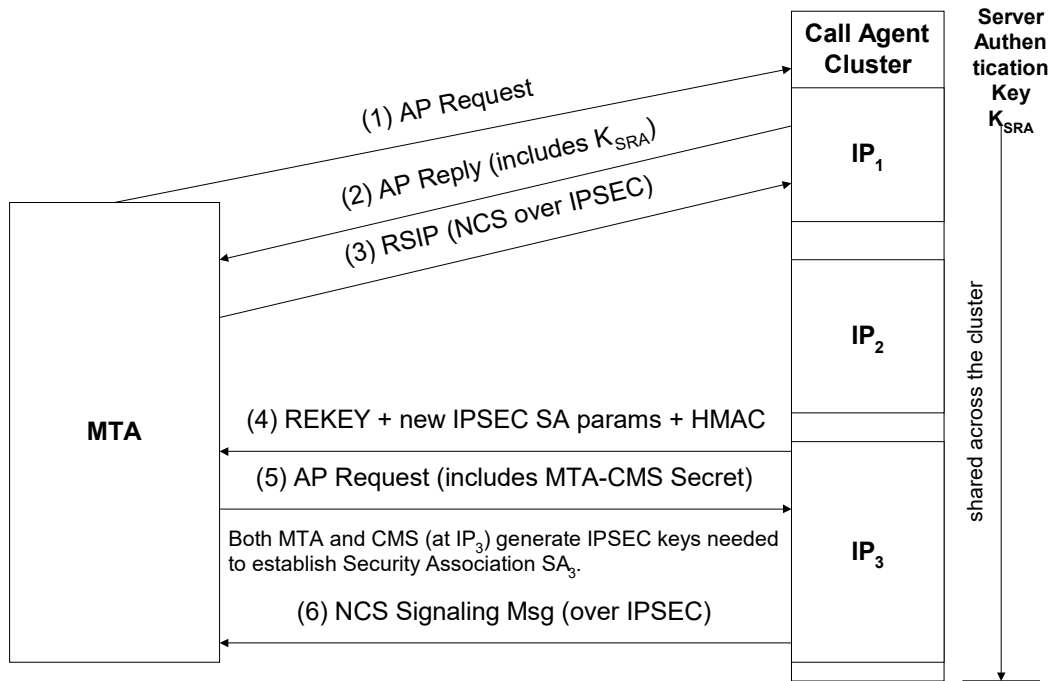 Call Agent
Cluster
Server
Authen
tication
Key
K_SRA
(1) AP Request
(2) AP Reply (includes K_SRA)
(3) RSIP (NCS over IPSEC)
IP_1
IP_2
MTA
(4) REKEY + new IPSEC SA params + HMAC
(5) AP Request (includes MTA-CMS Secret)
Both MTA and CMS (at IP_3) generate IPSEC keys needed
to establish Security Association SA_3.
(6) NCS Signaling Msg (over IPSEC)
IP_3
shared across the cluster